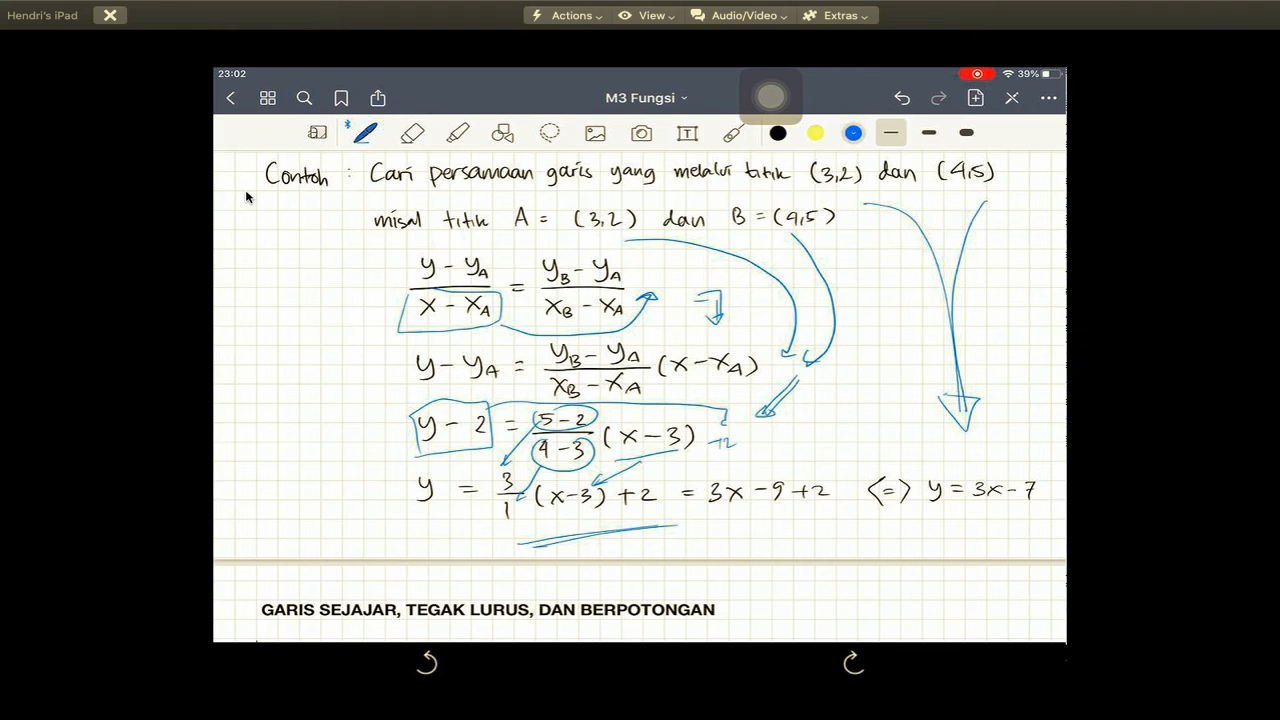 Hendri's iPad
Actions
View
Audio/Video
Extras
23:02
39%
M3 Fungsi
Contoh : Cari persamaan garis yang melalui titik (3,2) dan (4,5)
misal titik A = (3,2) dan B = (4,5)
y - yA / x - xA = yB - yA / xB - xA
y - yA = yB - yA / xB - xA (x - xA)
y - 2 = 5 - 2 / 4 - 3 (x - 3) +2
y = 3/1 (x-3) + 2 = 3x - 9 + 2 <=> y = 3x - 7
GARIS SEJAJAR, TEGAK LURUS, DAN BERPOTONGAN